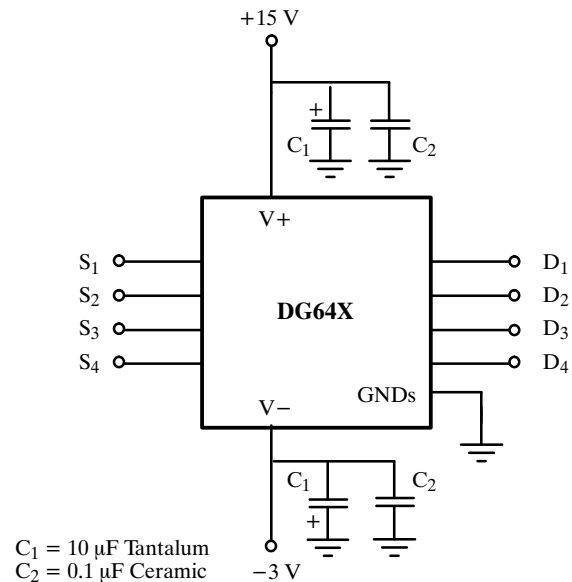 +15 V
+
C1
C2
V+
S1
D1
S2
D2
DG64X
S3
D3
S4
D4
GNDs
V−
C1
C2
+
C1 = 10 µF Tantalum
C2 = 0.1 µF Ceramic
−3 V